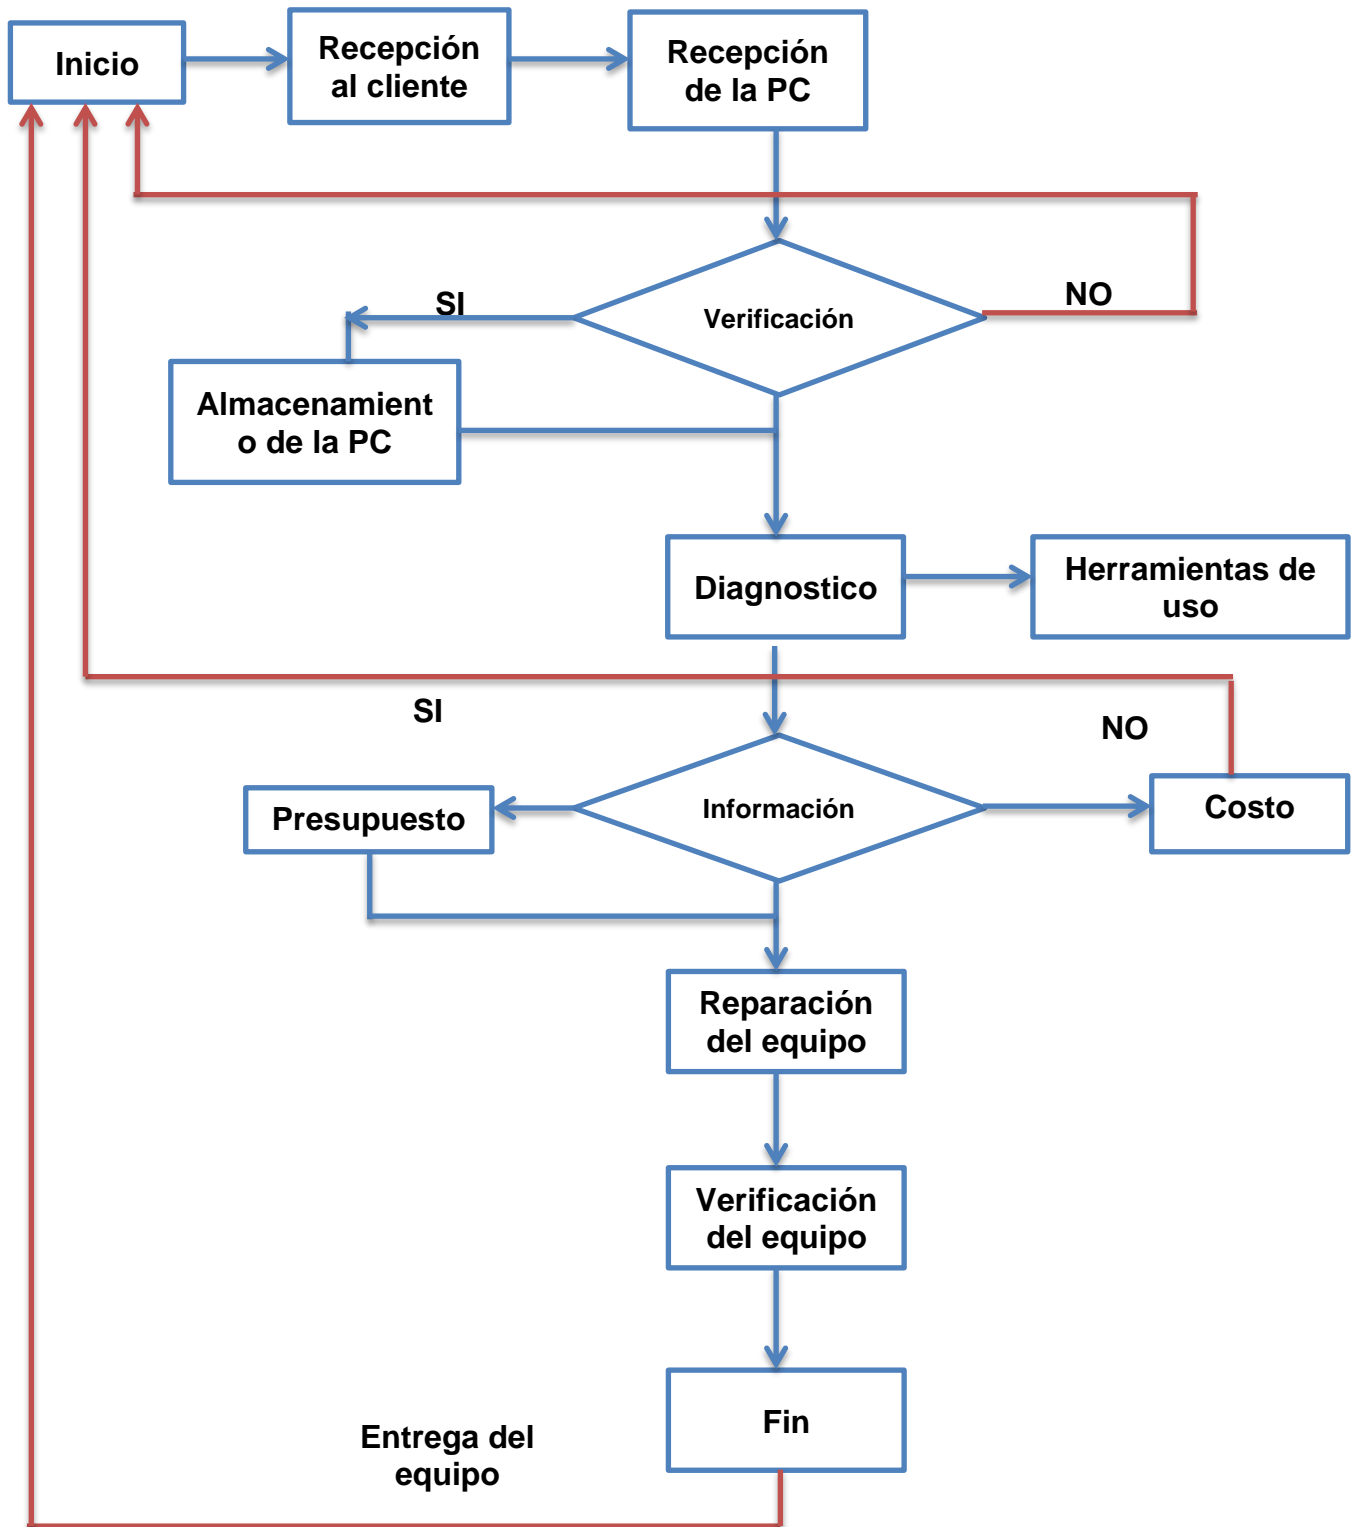 Inicio
Recepción
al cliente
Recepción
de la PC
SI
Verificación
NO
Almacenamient
o de la PC
Diagnostico
Herramientas de
uso
SI
NO
Presupuesto
Información
Costo
Reparación
del equipo
Verificación
del equipo
Fin
Entrega del
equipo